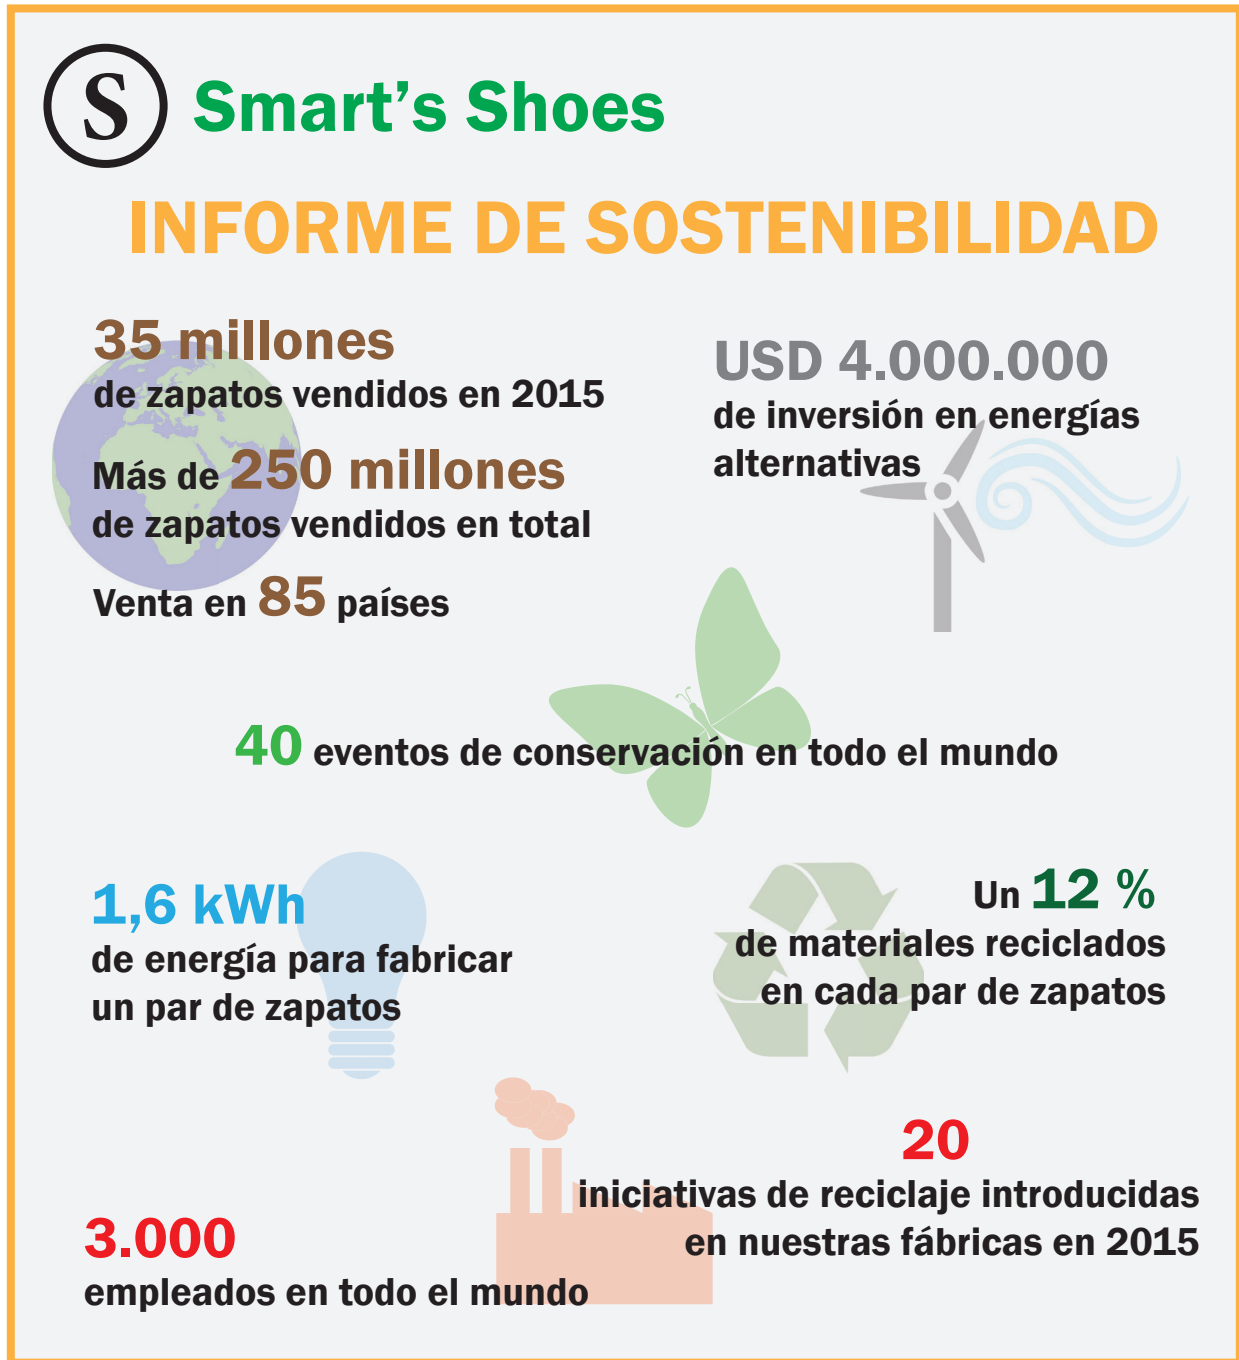 S
Smart's Shoes
INFORME DE SOSTENIBILIDAD
35 millones
de zapatos vendidos en 2015
Más de 250 millones
de zapatos vendidos en total
Venta en 85 países
USD 4.000.000
de inversión en energías
alternativas
40 eventos de conservación en todo el mundo
1,6 kWh
de energía para fabricar
un par de zapatos
Un 12 %
de materiales reciclados
en cada par de zapatos
20
iniciativas de reciclaje introducidas
en nuestras fábricas en 2015
3.000
empleados en todo el mundo